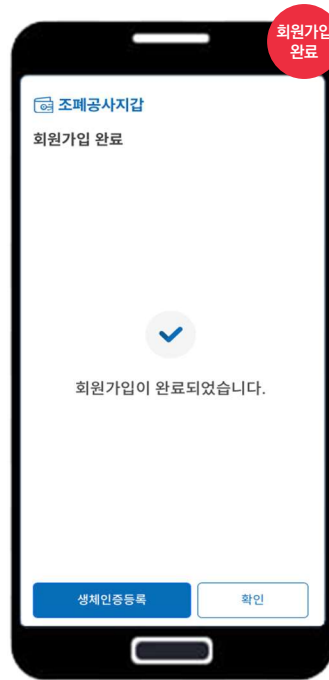 회원가입
완료
조폐공사지갑
회원가입 완료
회원가입이 완료되었습니다.
생체인증등록
확인